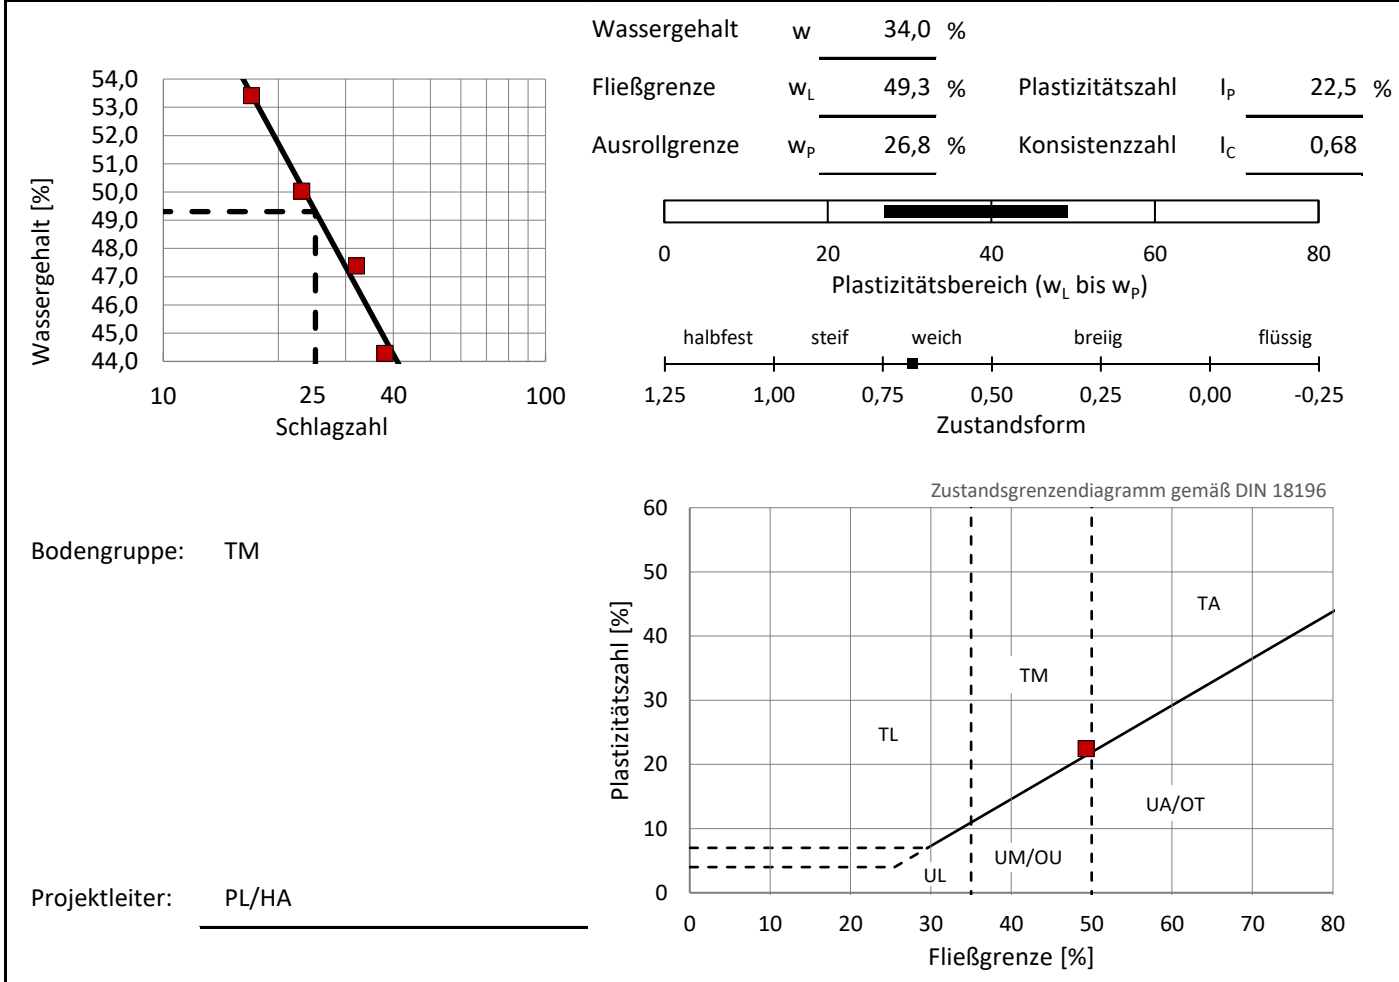 Wassergehalt w 34,0 %
Fließgrenze wL 49,3 % Plastizitätszahl IP 22,5 %
Ausrollgrenze wP 26,8 % Konsistenzzahl IC 0,68
54,0
53,0
52,0
51,0
50,0
49,0
48,0
47,0
46,0
45,0
44,0
Wassergehalt [%]
10 25 40 100
Schlagzahl
0 20 40 60 80
Plastizitätsbereich (wL bis wP)
halbfest steif weich breiig flüssig
1,25 1,00 0,75 0,50 0,25 0,00 -0,25
Zustandsform
Bodengruppe: TM
Zustandsgrenzendiagramm gemäß DIN 18196
60
50
40
30
20
10
0
Plastizitätszahl [%]
TA
TM
TL
UA/OT
UM/OU
UL
0 10 20 30 40 50 60 70 80
Fließgrenze [%]
Projektleiter: PL/HA